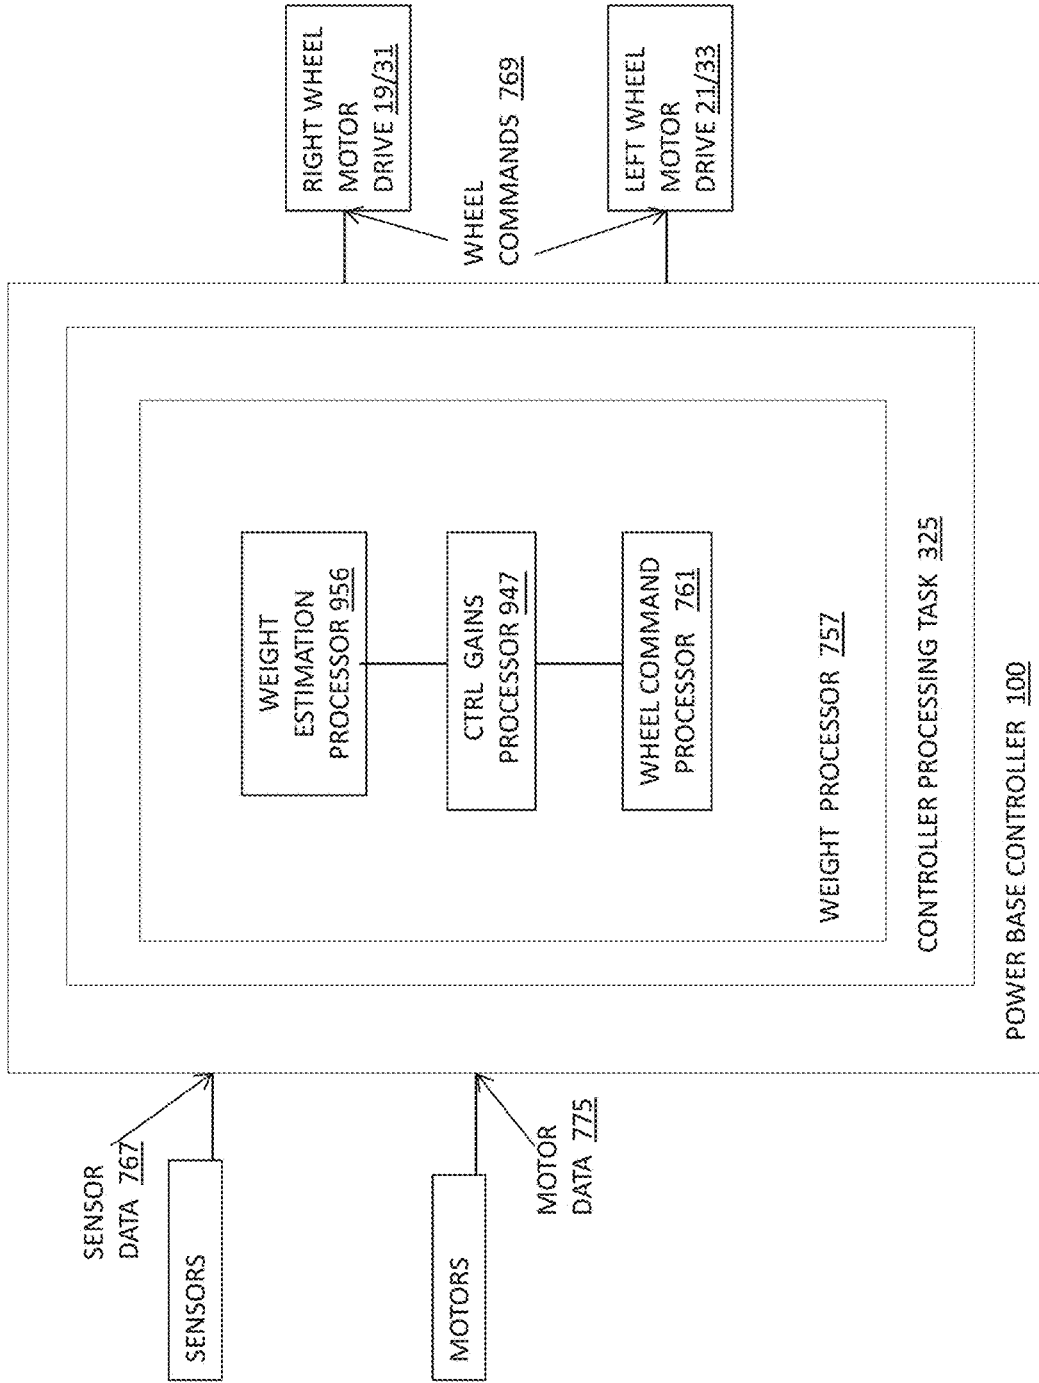 SENSORS
SENSOR
DATA 767
MOTORS
MOTOR
DATA 775
WEIGHT
ESTIMATION
PROCESSOR 956
CTRL GAINS
PROCESSOR 947
WHEEL COMMAND
PROCESSOR 761
WEIGHT PROCESSOR 757
CONTROLLER PROCESSING TASK 325
POWER BASE CONTROLLER 100
RIGHT WHEEL
MOTOR
DRIVE 19/31
WHEEL
COMMANDS 769
LEFT WHEEL
MOTOR
DRIVE 21/33